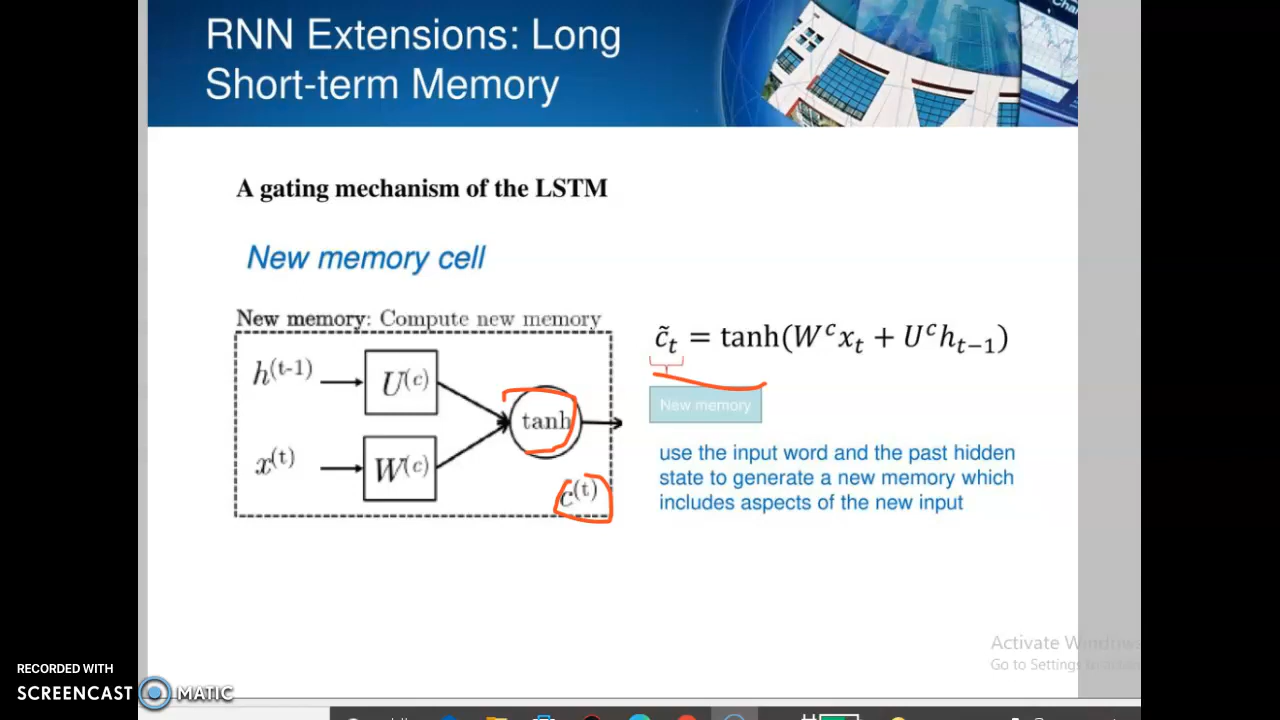 RNN Extensions: Long
Short-term Memory
A gating mechanism of the LSTM
New memory cell
New memory: Compute new memory
h^(t-1)
U^(c)
x^(t)
W^(c)
tanh
c^(t)
c̃_t = tanh(W^c x_t + U^c h_{t−1})
New memory
use the input word and the past hidden
state to generate a new memory which
includes aspects of the new input
Activate Windows
Go to Settings
RECORDED WITH
SCREENCAST MATIC